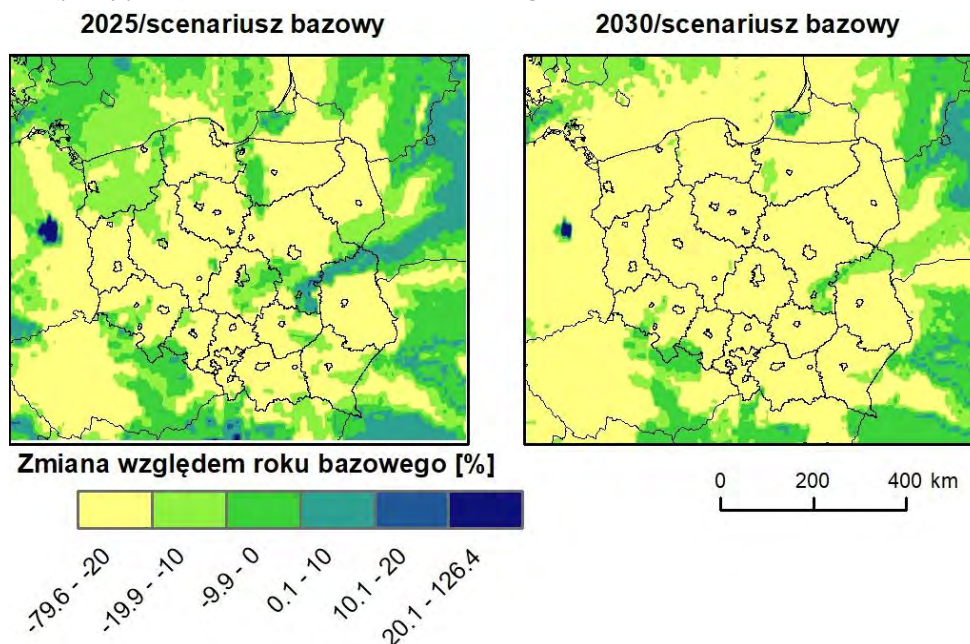 2025/scenariusz bazowy
2030/scenariusz bazowy
Zmiana względem roku bazowego [%]
0 200 400 km
-79.6 - -20
-19.9 - -10
-9.9 - 0
0.1 - 10
10.1 - 20
20.1 - 126.4